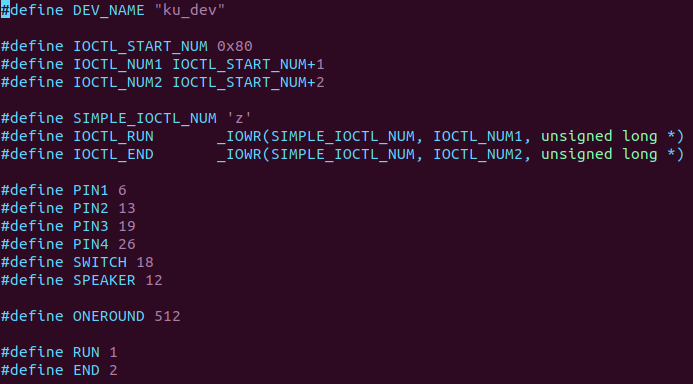 #define DEV_NAME "ku_dev"
#define IOCTL_START_NUM 0x80
#define IOCTL_NUM1 IOCTL_START_NUM+1
#define IOCTL_NUM2 IOCTL_START_NUM+2
#define SIMPLE_IOCTL_NUM 'z'
#define IOCTL_RUN       _IOWR(SIMPLE_IOCTL_NUM, IOCTL_NUM1, unsigned long *)
#define IOCTL_END       _IOWR(SIMPLE_IOCTL_NUM, IOCTL_NUM2, unsigned long *)
#define PIN1 6
#define PIN2 13
#define PIN3 19
#define PIN4 26
#define SWITCH 18
#define SPEAKER 12
#define ONEROUND 512
#define RUN 1
#define END 2